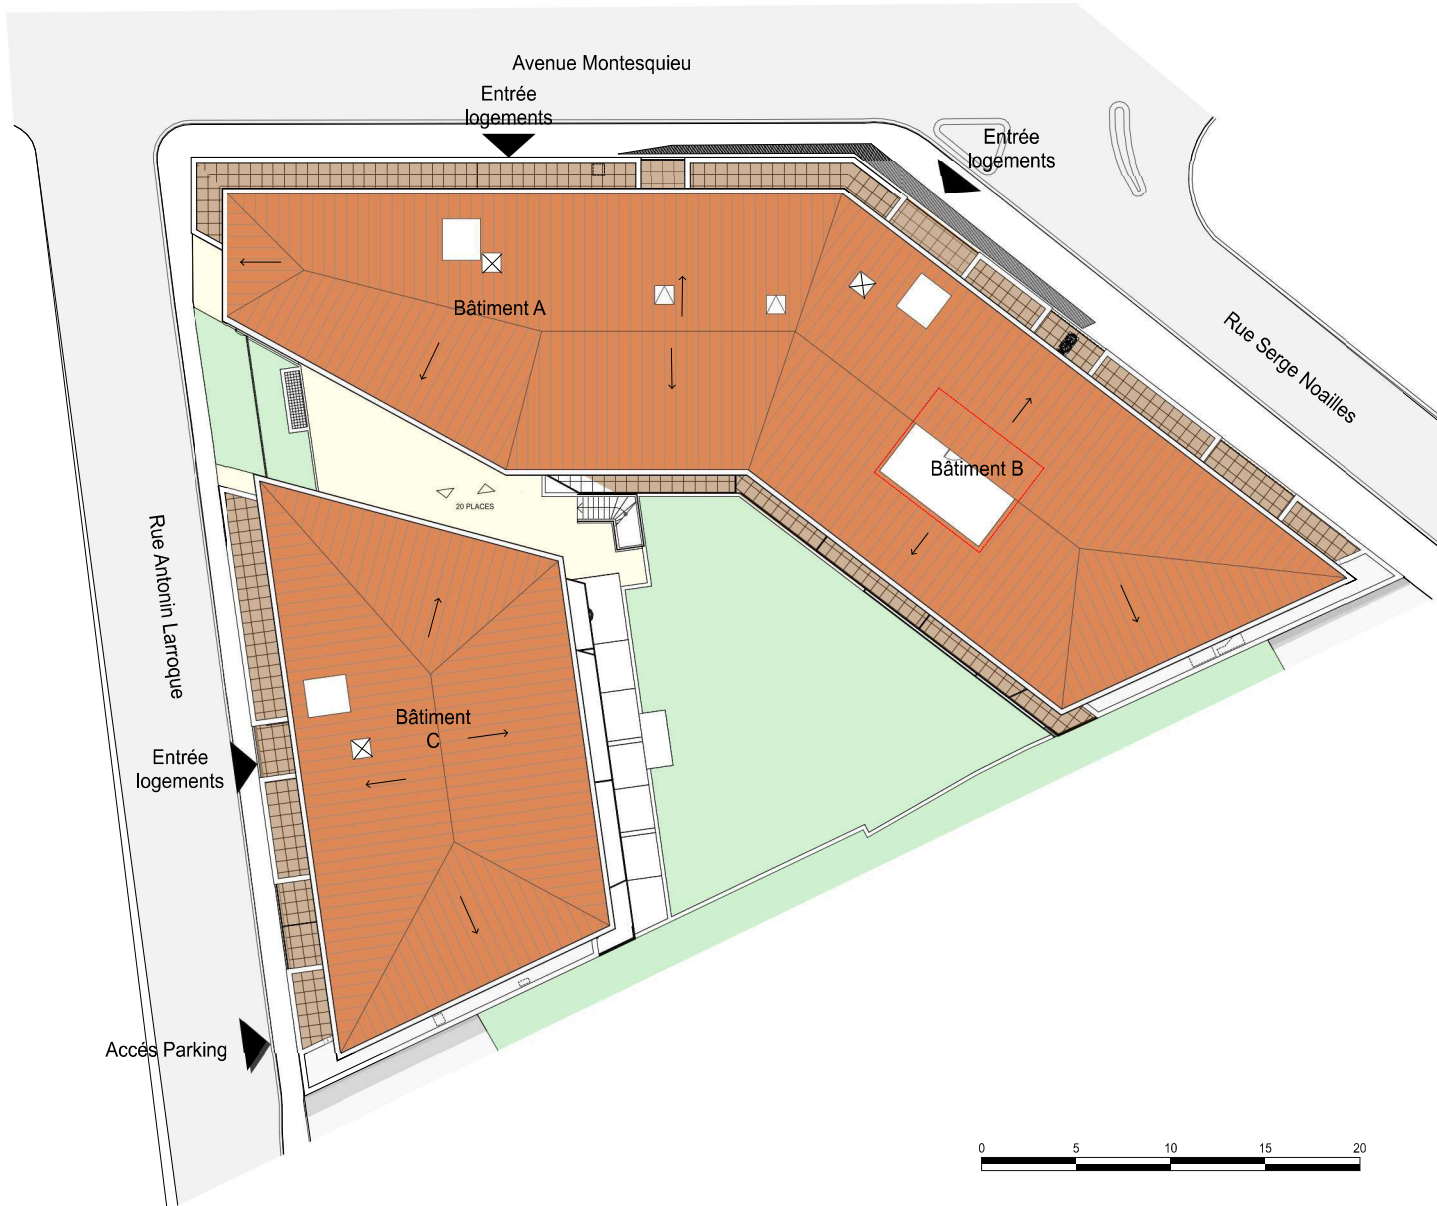 Avenue Montesquieu
Entrée
logements
Entrée
logements
Rue Serge Noailles
Bâtiment A
Bâtiment B
20 PLACES
Rue Antonin Larroque
Bâtiment
C
Entrée
logements
Accés Parking
0 5 10 15 20